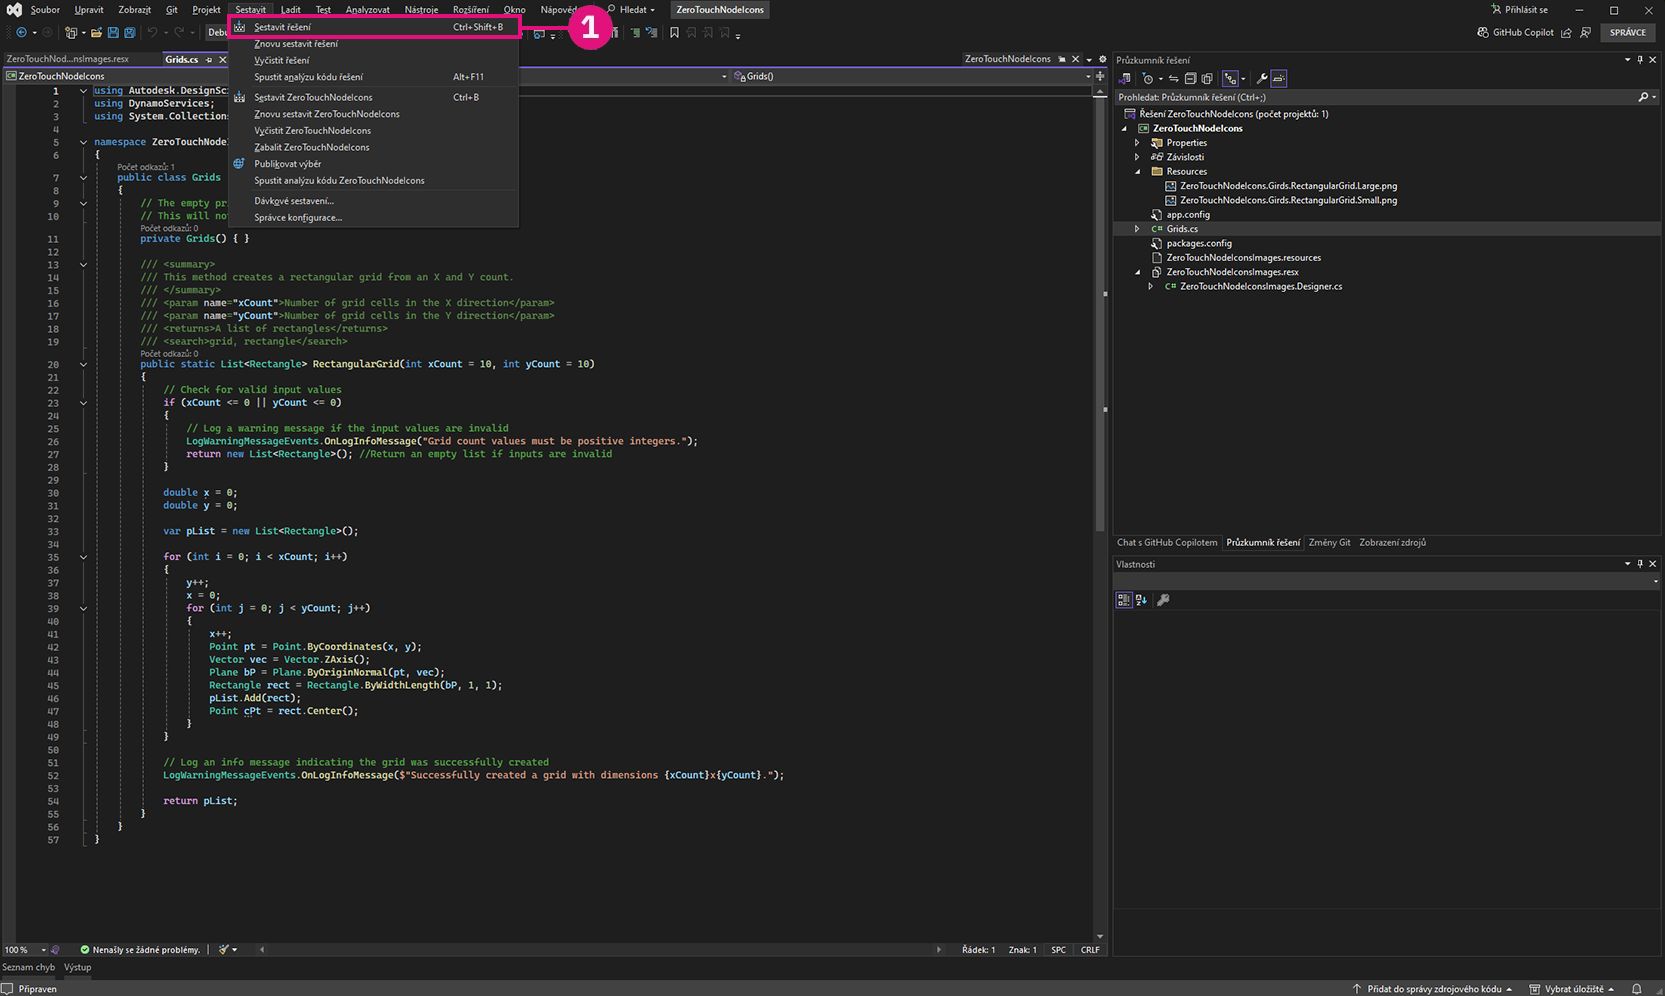 Soubor Upravit Zobrazit Git Projekt Sestavit Ladit Test Analyzovat Nástroje Rozšíření Okno Hledat ZeroTouchNodeIcons Přihlásit se
GitHub Copilot SPRÁVCE
Sestavit řešení Ctrl+Shift+B
1
Znovu sestavit řešení
Vyčistit řešení
Spustit analýzu kódu řešení Alt+F11
Sestavit ZeroTouchNodeIcons Ctrl+B
Znovu sestavit ZeroTouchNodeIcons
Vyčistit ZeroTouchNodeIcons
Zabalit ZeroTouchNodeIcons
Publikovat výběr
Spustit analýzu kódu ZeroTouchNodeIcons
Dávkové sestavení...
Správce konfigurace...
ZeroTouchNod...nsImages.resx Grids.cs ZeroTouchNodeIcons
ZeroTouchNodeIcons Grids()
1 using Autodesk.DesignSc
2 using DynamoServices;
3 using System.Collection
4
5 namespace ZeroTouchNode
6 {
Počet odkazů: 1
7 public class Grids
8 {
9 // The empty pr
10 // This will no
Počet odkazů: 0
11 private Grids() { }
12
13 /// <summary>
14 /// This method creates a rectangular grid from an X and Y count.
15 /// </summary>
16 /// <param name="xCount">Number of grid cells in the X direction</param>
17 /// <param name="yCount">Number of grid cells in the Y direction</param>
18 /// <returns>A list of rectangles</returns>
19 /// <search>grid, rectangle</search>
Počet odkazů: 0
20 public static List<Rectangle> RectangularGrid(int xCount = 10, int yCount = 10)
21 {
22 // Check for valid input values
23 if (xCount <= 0 || yCount <= 0)
24 {
25 // Log a warning message if the input values are invalid
26 LogWarningMessageEvents.OnLogInfoMessage("Grid count values must be positive integers.");
27 return new List<Rectangle>(); //Return an empty list if inputs are invalid
28 }
29
30 double x = 0;
31 double y = 0;
32
33 var pList = new List<Rectangle>();
34
35 for (int i = 0; i < xCount; i++)
36 {
37 y++;
38 x = 0;
39 for (int j = 0; j < yCount; j++)
40 {
41 x++;
42 Point pt = Point.ByCoordinates(x, y);
43 Vector vec = Vector.ZAxis();
44 Plane bP = Plane.ByOriginNormal(pt, vec);
45 Rectangle rect = Rectangle.ByWidthLength(bP, 1, 1);
46 pList.Add(rect);
47 Point cPt = rect.Center();
48 }
49 }
50
51 // Log an info message indicating the grid was successfully created
52 LogWarningMessageEvents.OnLogInfoMessage($"Successfully created a grid with dimensions {xCount}x{yCount}.");
53
54 return pList;
55 }
56 }
57 }
100 % Nenašly se žádné problémy. Řádek: 1 Znak: 1 SPC CRLF
Seznam chyb Výstup
Průzkumník řešení
Prohledat: Průzkumník řešení (Ctrl+;)
Řešení ZeroTouchNodeIcons (počet projektů: 1)
ZeroTouchNodeIcons
Properties
Závislosti
Resources
ZeroTouchNodeIcons.Girds.RectangularGrid.Large.png
ZeroTouchNodeIcons.Girds.RectangularGrid.Small.png
app.config
Grids.cs
packages.config
ZeroTouchNodeIconsImages.resources
ZeroTouchNodeIconsImages.resx
ZeroTouchNodeIconsImages.Designer.cs
Chat s GitHub Copilotem Průzkumník řešení Změny Git Zobrazení zdrojů
Vlastnosti
Připraven Přidat do správy zdrojového kódu Vybrat úložiště